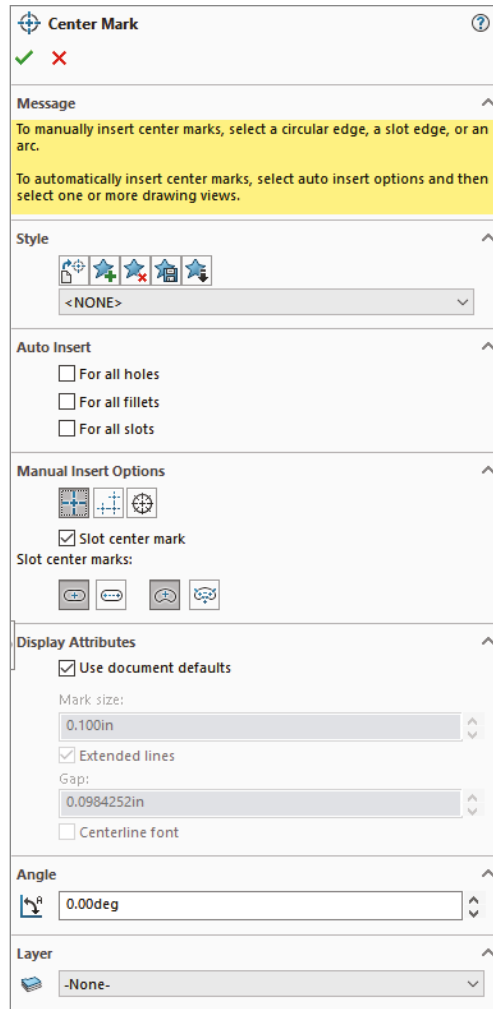 Center Mark
Message
To manually insert center marks, select a circular edge, a slot edge, or an
arc.
To automatically insert center marks, select auto insert options and then
select one or more drawing views.
Style
<NONE>
Auto Insert
For all holes
For all fillets
For all slots
Manual Insert Options
Slot center mark
Slot center marks:
Display Attributes
Use document defaults
Mark size:
0.100in
Extended lines
Gap:
0.0984252in
Centerline font
Angle
0.00deg
Layer
-None-